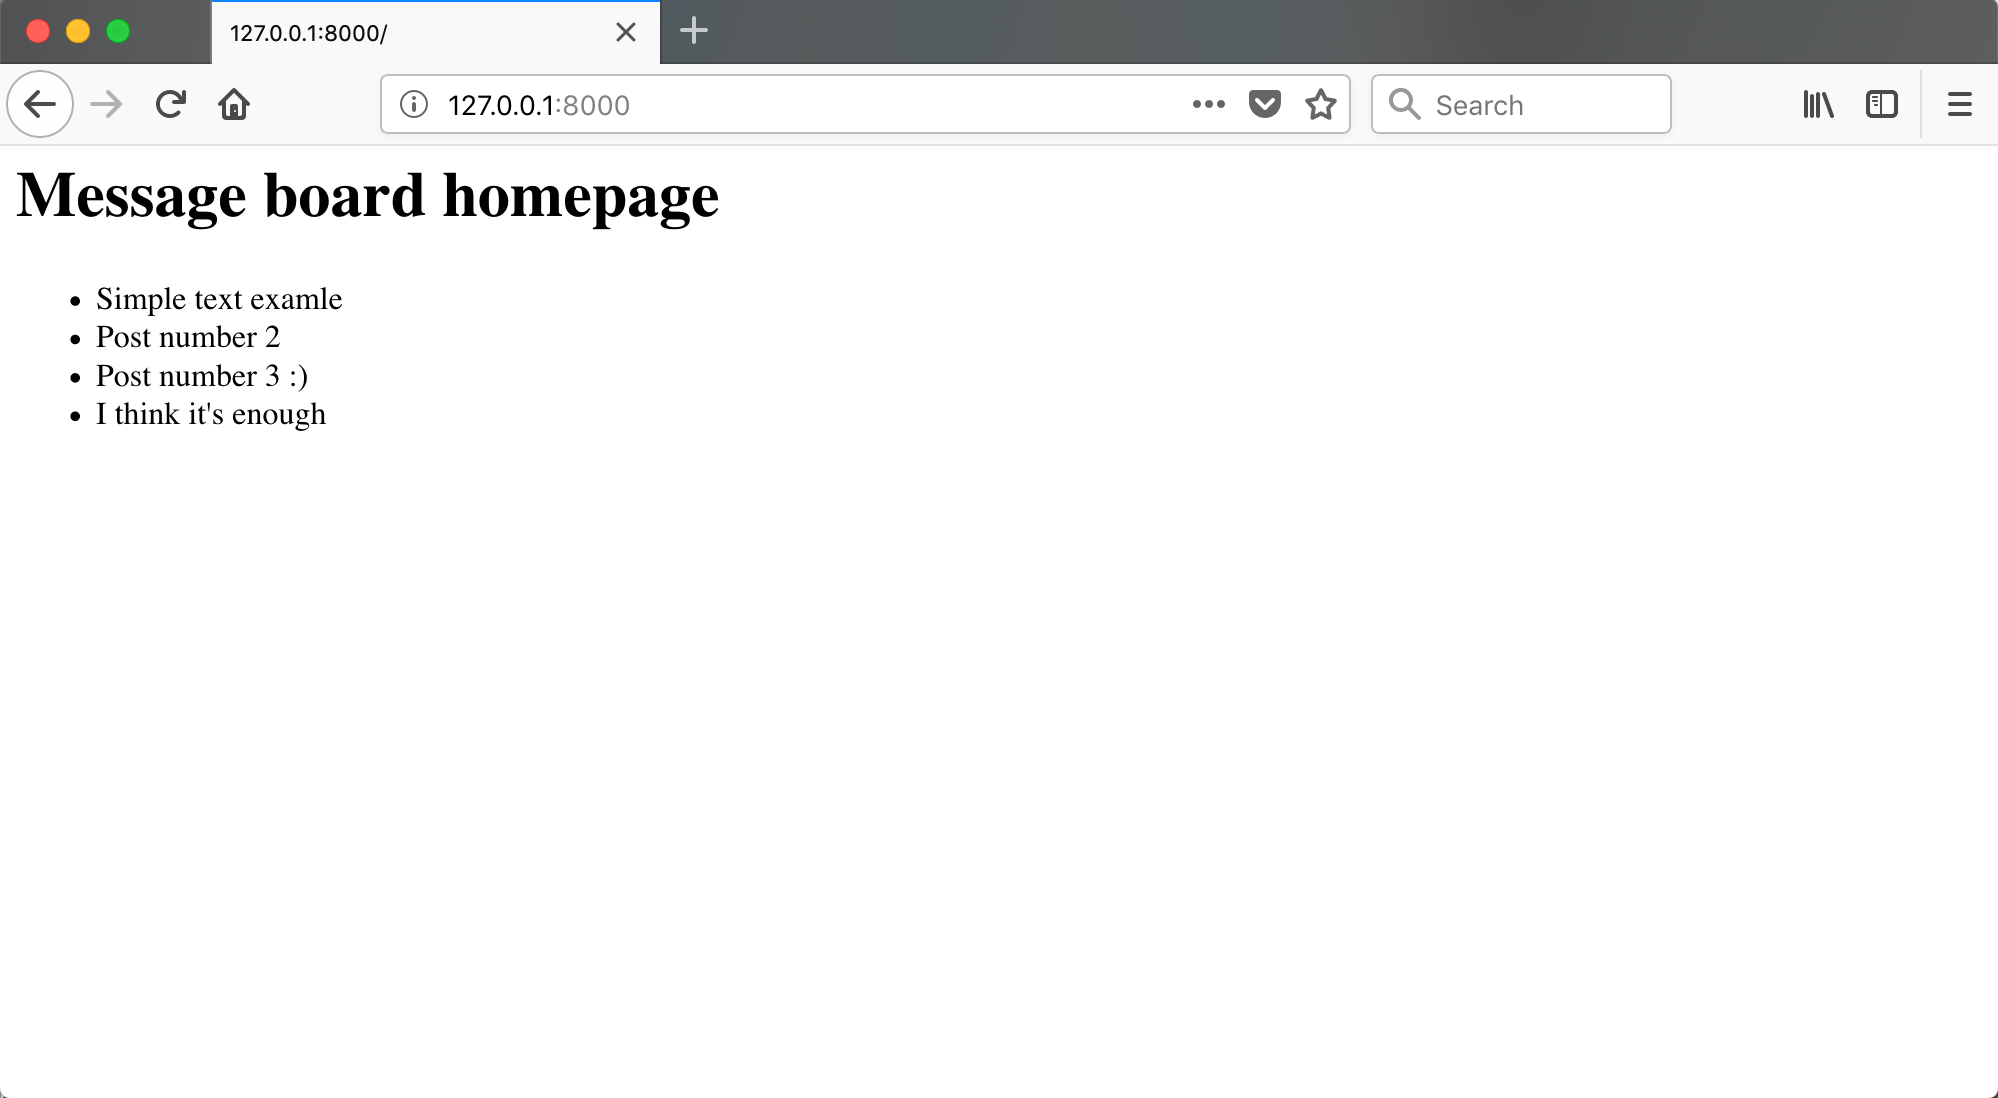 127.0.0.1:8000/
127.0.0.1:8000
Search
Message board homepage
Simple text examle
Post number 2
Post number 3 :)
I think it's enough